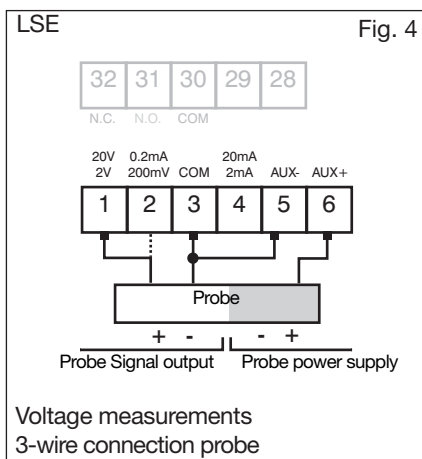 LSE Fig. 4
32 31 30 29 28
N.C. N.O. COM
20V 0.2mA 20mA
2V 200mV COM 2mA AUX- AUX+
1 2 3 4 5 6
Probe
+ - - +
Probe Signal output Probe power supply
Voltage measurements
3-wire connection probe